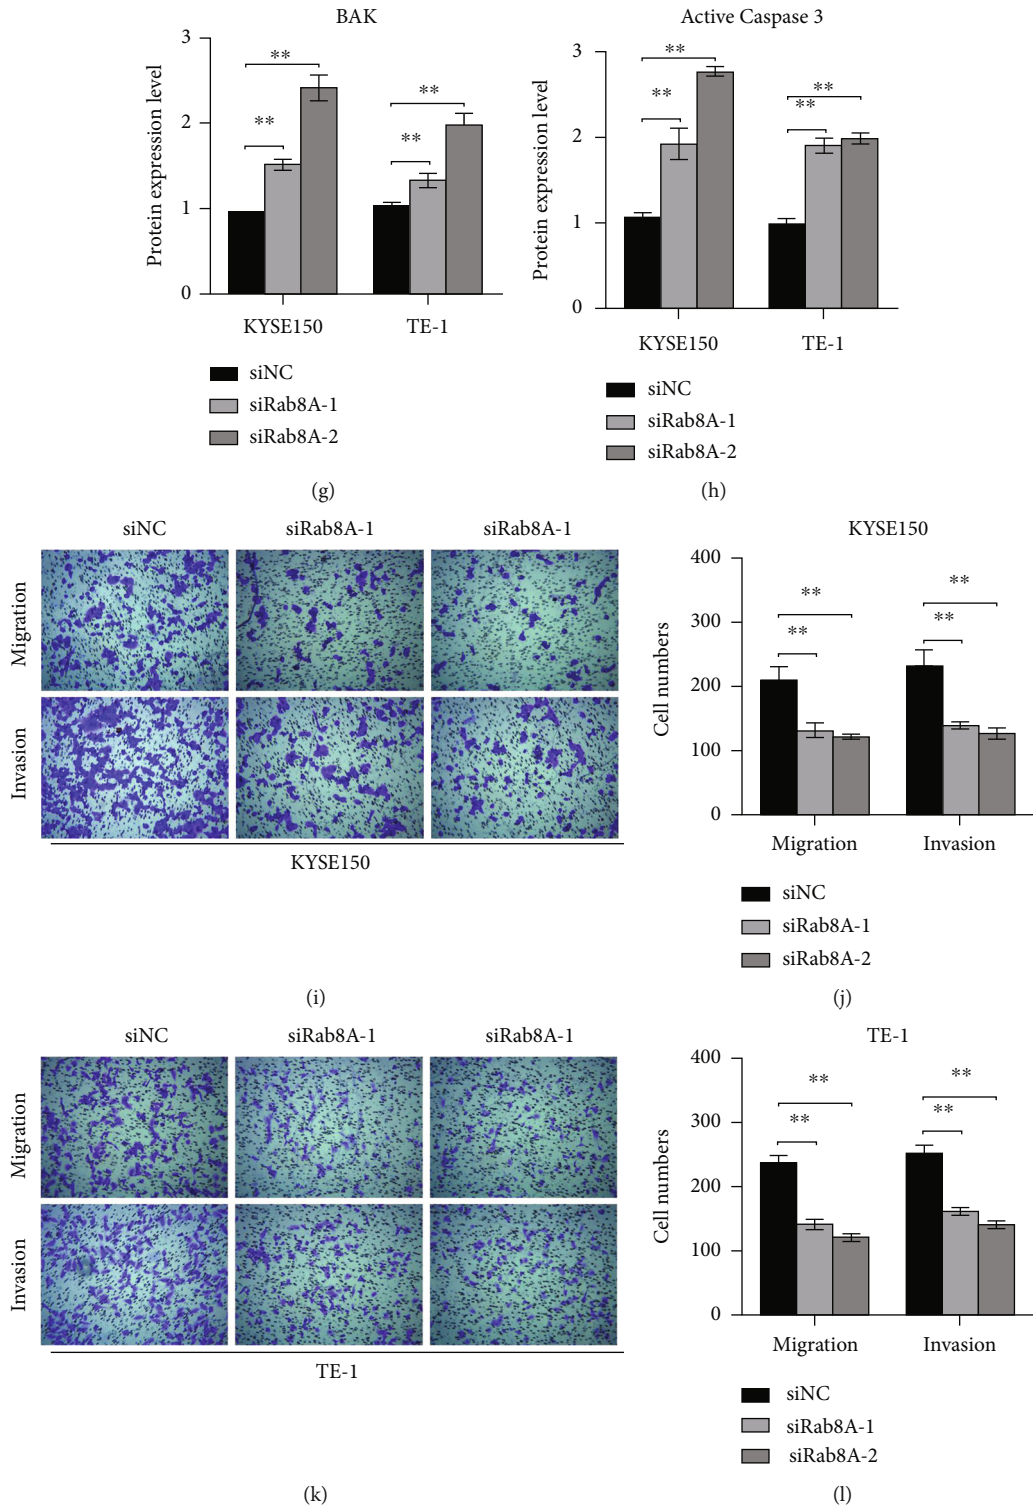 BAK
Protein expression level
3
2
1
0
**
**
**
**
KYSE150
TE-1
siNC
siRab8A-1
siRab8A-2
(g)
Active Caspase 3
Protein expression level
3
2
1
0
**
**
**
**
KYSE150
TE-1
siNC
siRab8A-1
siRab8A-2
(h)
siNC
siRab8A-1
siRab8A-1
Migration
Invasion
KYSE150
(i)
KYSE150
Cell numbers
400
300
200
100
0
**
**
**
**
Migration
Invasion
siNC
siRab8A-1
siRab8A-2
(j)
siNC
siRab8A-1
siRab8A-1
Migration
Invasion
TE-1
(k)
TE-1
Cell numbers
400
300
200
100
0
**
**
**
**
Migration
Invasion
siNC
siRab8A-1
siRab8A-2
(l)